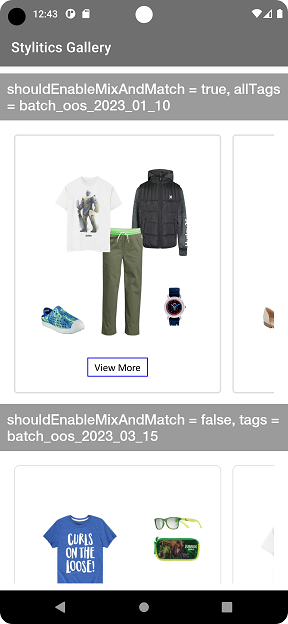 12:43
Stylitics Gallery
shouldEnableMixAndMatch = true, allTags
= batch_oos_2023_01_10
View More
shouldEnableMixAndMatch = false, tags =
batch_oos_2023_03_15
CURLS
ON THE
LOOSE!